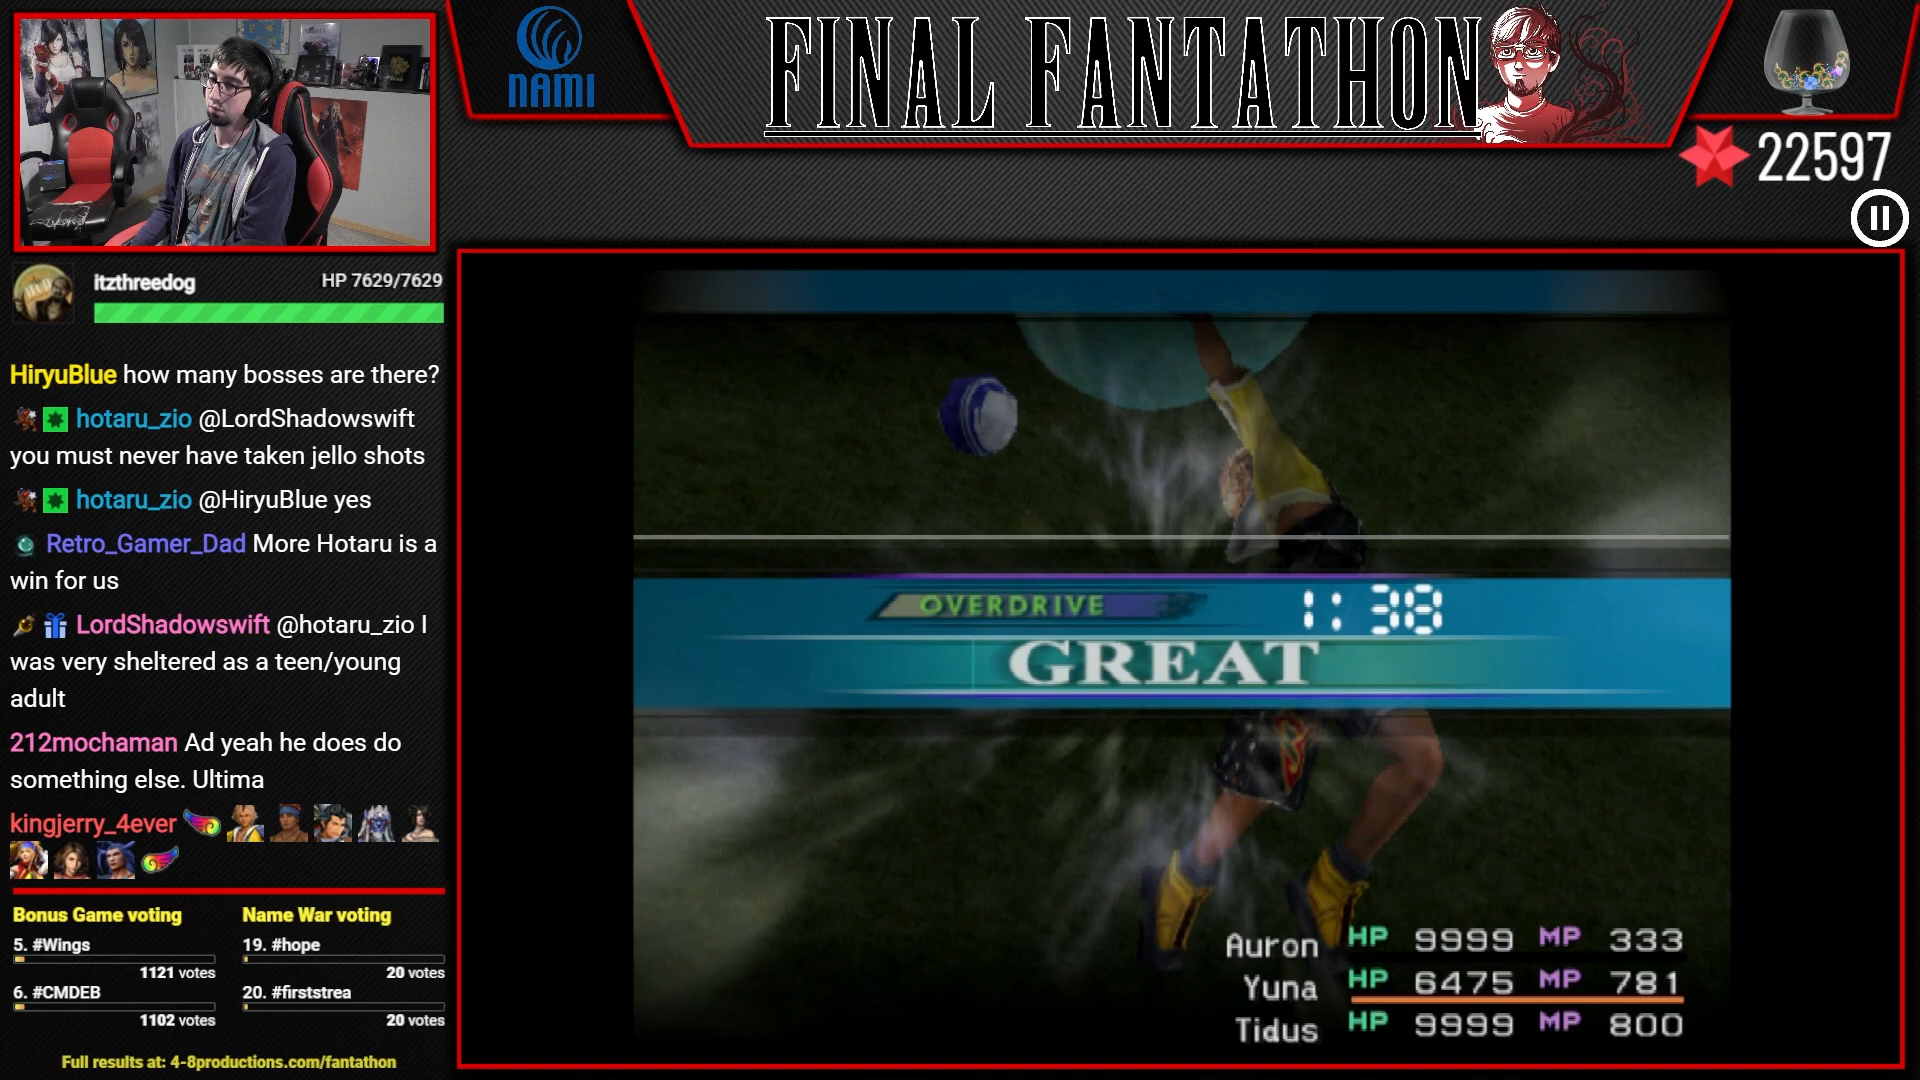 NAMI
FINAL FANTATHON
22597
itzthreedog HP 7629/7629
HiryuBlue how many bosses are there?
hotaru_zio @LordShadowswift
you must never have taken jello shots
hotaru_zio @HiryuBlue yes
Retro_Gamer_Dad More Hotaru is a
win for us
LordShadowswift @hotaru_zio I
was very sheltered as a teen/young
adult
212mochaman Ad yeah he does do
something else. Ultima
kingjerry_4ever
Bonus Game voting
5. #Wings
1121 votes
6. #CMDEB
1102 votes
Name War voting
19. #hope
20 votes
20. #firststrea
20 votes
Full results at: 4-8productions.com/fantathon
OVERDRIVE 1:38
GREAT
Auron HP 9999 MP 333
Yuna HP 6475 MP 781
Tidus HP 9999 MP 800